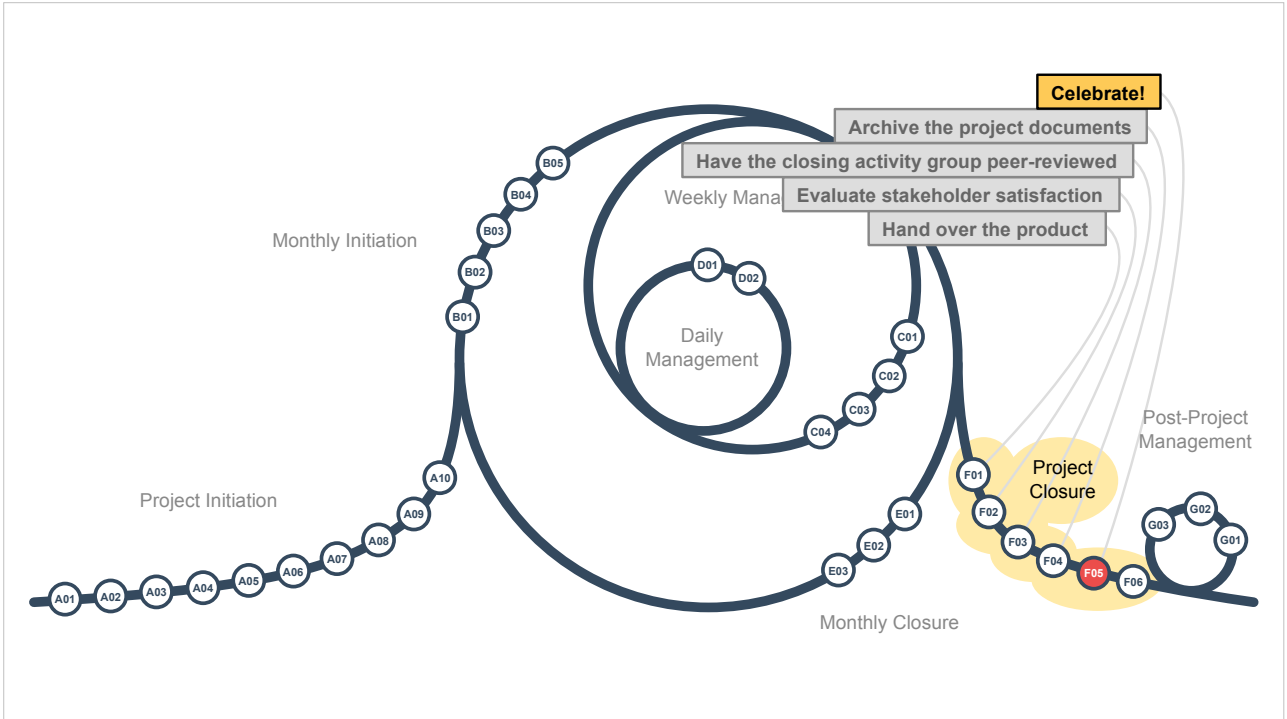 Celebrate!
Archive the project documents
Have the closing activity group peer-reviewed
Weekly Mana
Evaluate stakeholder satisfaction
Hand over the product
Monthly Initiation
B05
B04
B03
B02
B01
D01
D02
Daily
Management
C01
C02
C03
C04
Post-Project
Management
Project
Closure
Project Initiation
A10
A09
A08
A07
A06
A05
A04
A03
A02
A01
E01
E02
E03
Monthly Closure
F01
F02
F03
F04
F05
F06
G03
G02
G01